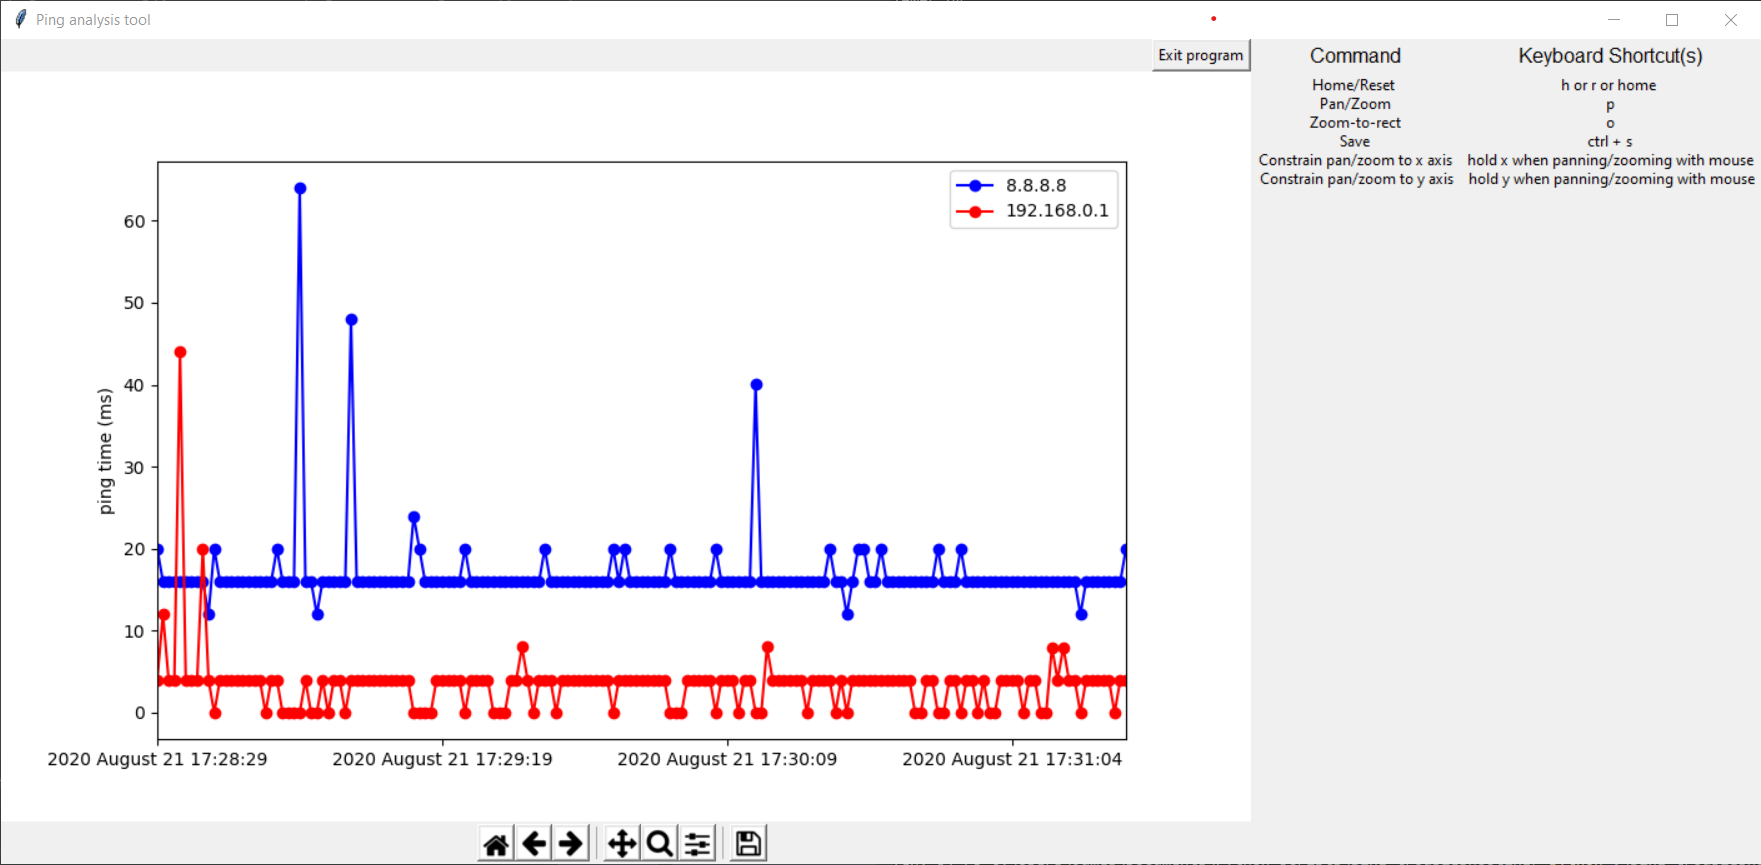 Ping analysis tool
Exit program
Command Keyboard Shortcut(s)
Home/Reset h or r or home
Pan/Zoom p
Zoom-to-rect o
Save ctrl + s
Constrain pan/zoom to x axis hold x when panning/zooming with mouse
Constrain pan/zoom to y axis hold y when panning/zooming with mouse
8.8.8.8
192.168.0.1
60
50
40
30
20
10
0
ping time (ms)
2020 August 21 17:28:29 2020 August 21 17:29:19 2020 August 21 17:30:09 2020 August 21 17:31:04